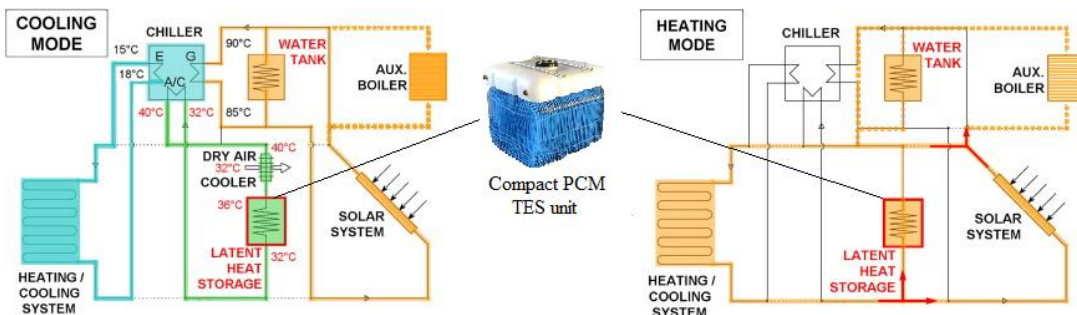 COOLING
MODE
CHILLER
15°C
18°C
E
G
A/C
90°C
85°C
40°C
32°C
WATER
TANK
AUX.
BOILER
40°C
DRY AIR
32°C
COOLER
36°C
32°C
LATENT
HEAT
STORAGE
SOLAR
SYSTEM
HEATING /
COOLING
SYSTEM
Compact PCM
TES unit
HEATING
MODE
CHILLER
WATER
TANK
AUX.
BOILER
LATENT
HEAT
STORAGE
SOLAR
SYSTEM
HEATING /
COOLING
SYSTEM